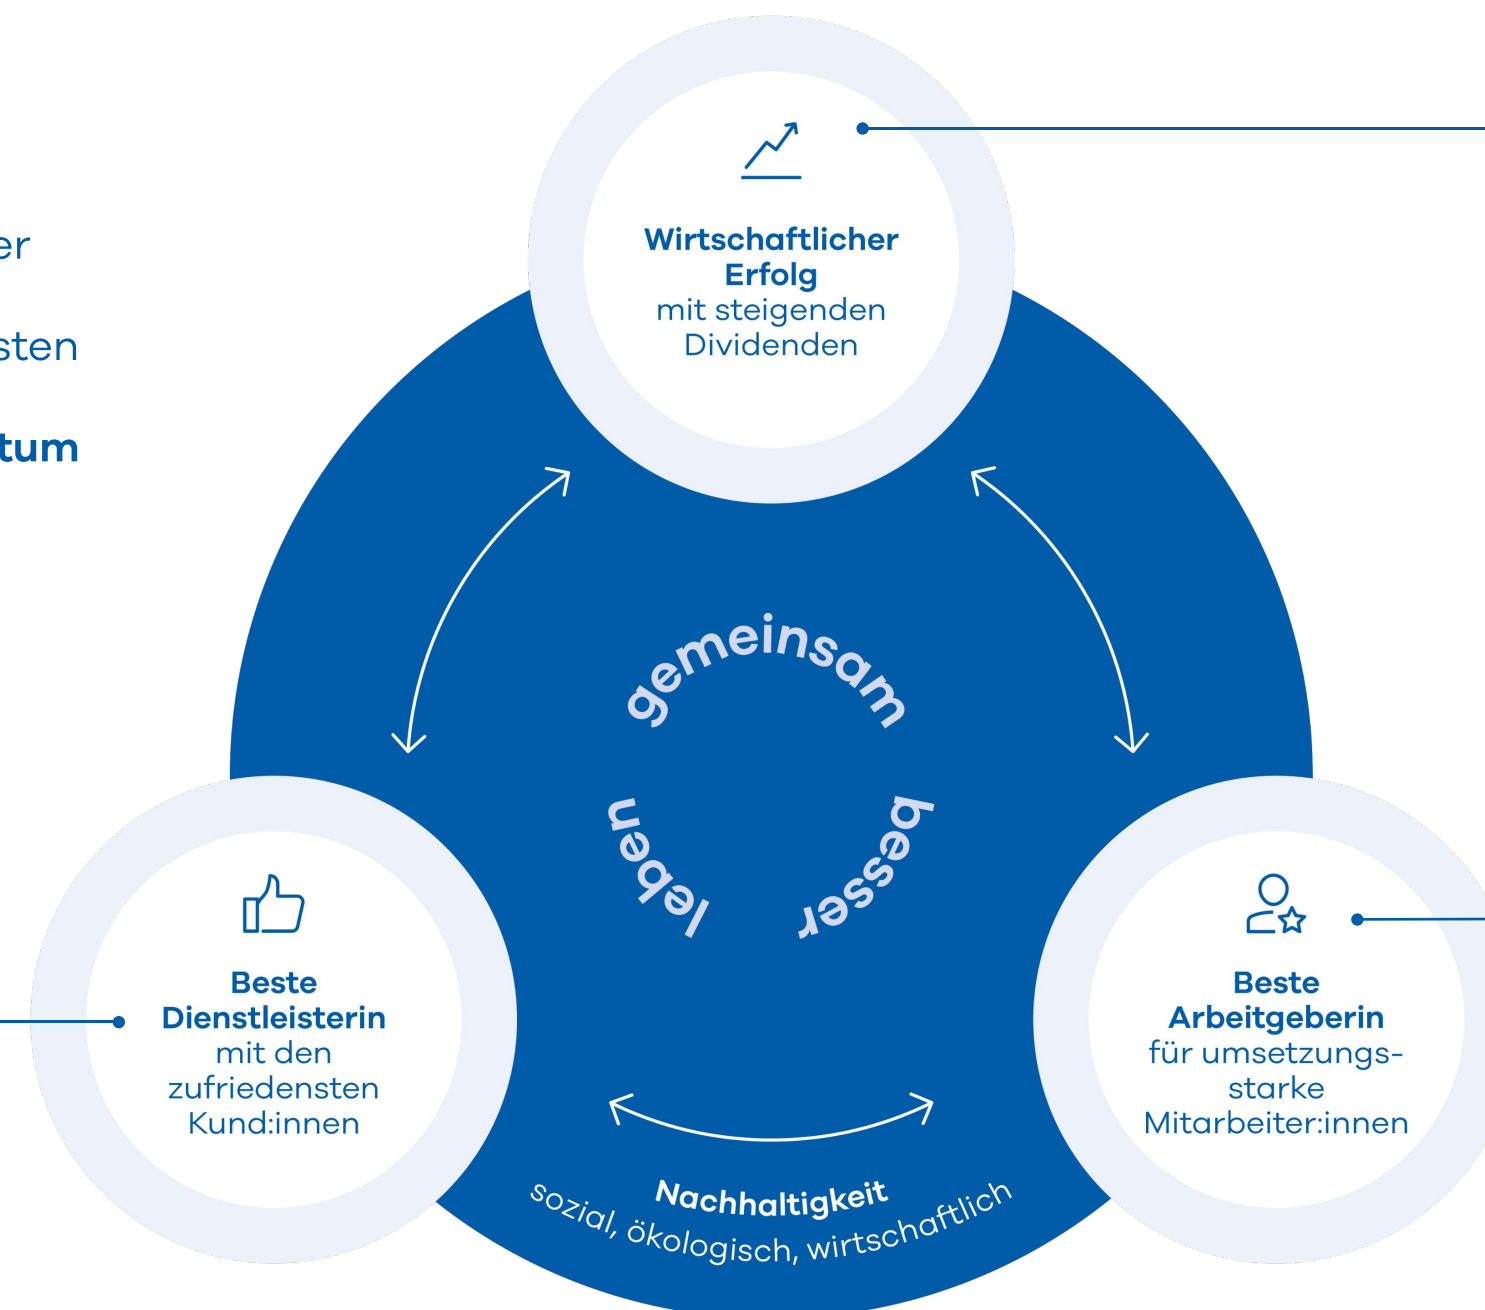 Wirtschaftlicher
Erfolg
mit steigenden
Dividenden
er
sten
tum
gemeinsam
besser
leben
Beste
Dienstleisterin
mit den
zufriedensten
Kund:innen
Beste
Arbeitgeberin
für umsetzungs-
starke
Mitarbeiter:innen
Nachhaltigkeit
sozial, ökologisch, wirtschaftlich